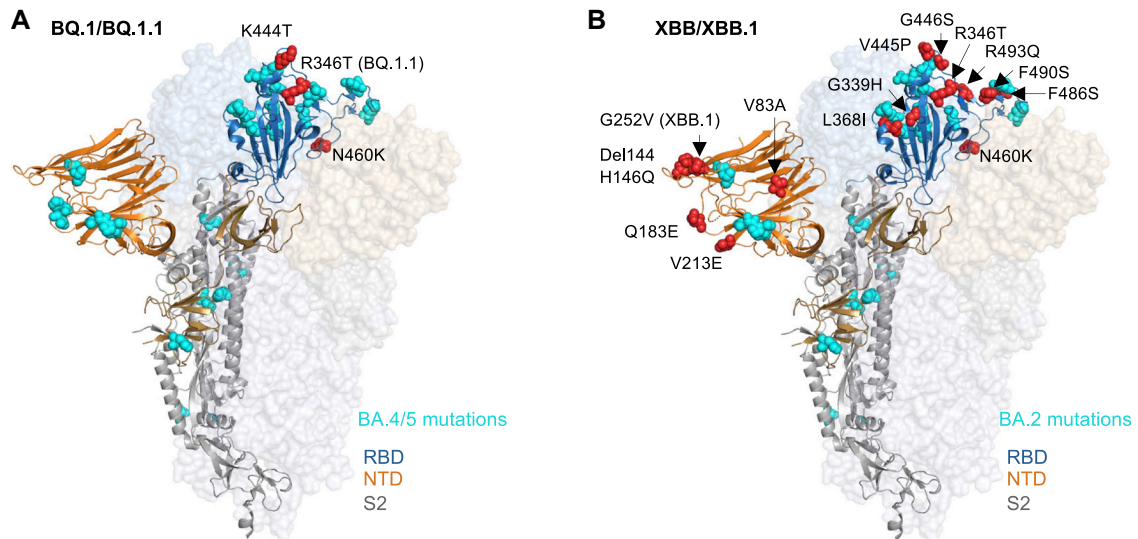 A
BQ.1/BQ.1.1
K444T
R346T (BQ.1.1)
N460K
BA.4/5 mutations
RBD
NTD
S2
B
XBB/XBB.1
G446S
R346T
V445P
R493Q
F490S
G339H
F486S
V83A
L368I
G252V (XBB.1)
Del144
N460K
H146Q
Q183E
V213E
BA.2 mutations
RBD
NTD
S2